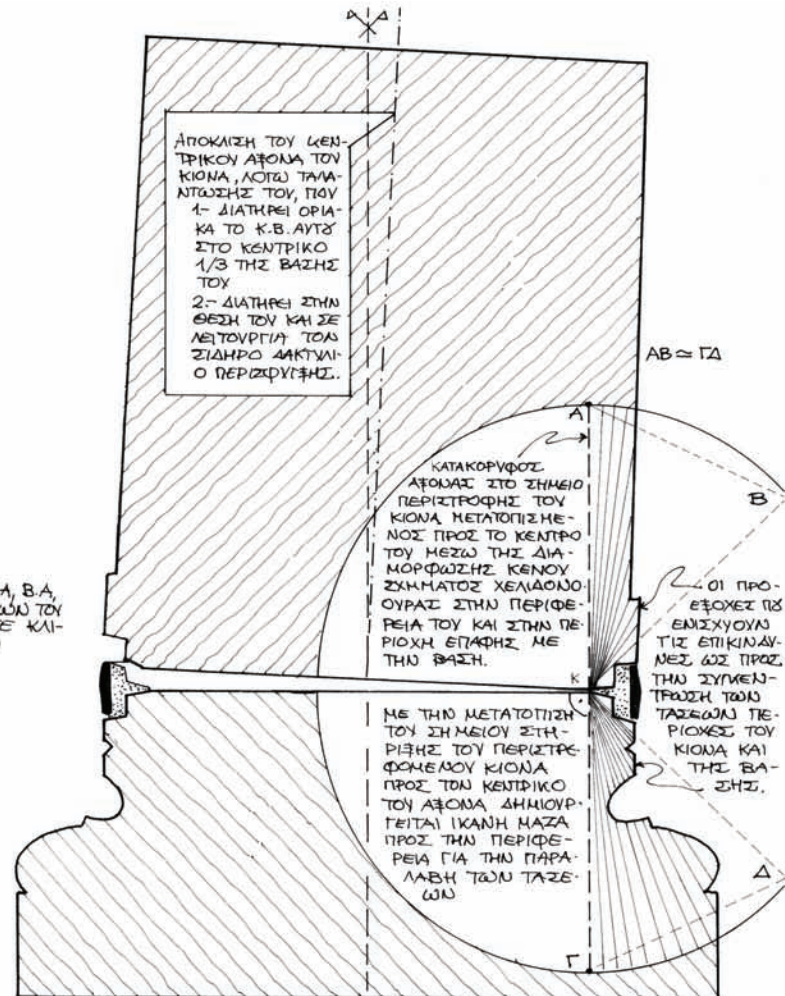 ΑΠΟΚΛΙΣΗ ΤΟΥ ΚΕΝ-
ΤΡΙΚΟΥ ΑΞΟΝΑ ΤΟΥ
ΚΙΟΝΑ, ΛΟΓΩ ΤΑΛΑ-
ΝΤΩΣΗΣ ΤΟΥ, ΠΟΥ
1.- ΔΙΑΤΗΡΕΙ ΟΡΙΑ-
ΚΑ ΤΟ Κ.Β. ΑΥΤΟΥ
ΣΤΟ ΚΕΝΤΡΙΚΟ
1/3 ΤΗΣ ΒΑΣΗΣ
ΤΟΥ
2.- ΔΙΑΤΗΡΕΙ ΣΤΗΝ
ΘΕΣΗ ΤΟΥ ΚΑΙ ΣΕ
ΛΕΙΤΟΥΡΓΙΑ ΤΟΝ
ΣΙΔΗΡΟ ΔΑΚΤΥΛΙ-
Ο ΠΕΡΙΣΦΥΓΞΗΣ.
ΑΒ ≃ ΓΔ
Α
Β
ΚΑΤΑΚΟΡΥΦΟΣ
ΑΞΟΝΑΣ ΣΤΟ ΣΗΜΕΙΟ
ΠΕΡΙΣΤΡΟΦΗΣ ΤΟΥ
ΚΙΟΝΑ ΜΕΤΑΤΟΠΙΣΜΕ-
ΝΟΣ ΠΡΟΣ ΤΟ ΚΕΝΤΡΟ
ΤΟΥ ΜΕΣΩ ΤΗΣ ΔΙΑ-
ΜΟΡΦΩΣΗΣ ΚΕΝΟΥ
ΣΧΗΜΑΤΟΣ ΧΕΛΙΔΟΝΟ-
ΟΥΡΑΣ ΣΤΗΝ ΠΕΡΙΦΕ-
ΡΕΙΑ ΤΟΥ ΚΑΙ ΣΤΗΝ ΠΕ-
ΡΙΟΧΗ ΕΠΑΦΗΣ ΜΕ
ΤΗΝ ΒΑΣΗ.
Κ
Α, Β.Α,
ΩΝ ΤΟΥ
Ε ΚΛΙ-
ΟΙ ΠΡΟ-
ΕΞΟΧΕΣ ΠΟΥ
ΕΝΙΣΧΥΟΥΝ
ΤΙΣ ΕΠΙΚΙΝΔΥ-
ΝΕΣ ΩΣ ΠΡΟΣ
ΤΗΝ ΣΥΓΚΕΝ-
ΤΡΩΣΗ ΤΩΝ
ΤΑΣΕΩΝ ΠΕ-
ΡΙΟΧΕΣ ΤΟΥ
ΚΙΟΝΑ ΚΑΙ
ΤΗΣ ΒΑ-
ΣΗΣ.
ΜΕ ΤΗΝ ΜΕΤΑΤΟΠΙΣΗ
ΤΟΥ ΣΗΜΕΙΟΥ ΣΤΗ-
ΡΙΞΗΣ ΤΟΥ ΠΕΡΙΣΤΡΕ-
ΦΟΜΕΝΟΥ ΚΙΟΝΑ
ΠΡΟΣ ΤΟΝ ΚΕΝΤΡΙΚΟ
ΤΟΥ ΑΞΟΝΑ ΔΗΜΙΟΥΡ-
ΓΕΙΤΑΙ ΙΚΑΝΗ ΜΑΖΑ
ΠΡΟΣ ΤΗΝ ΠΕΡΙΦΕ-
ΡΕΙΑ ΓΙΑ ΤΗΝ ΠΑΡΑ-
ΛΑΒΗ ΤΩΝ ΤΑΣΕ-
ΩΝ
Δ
Γ